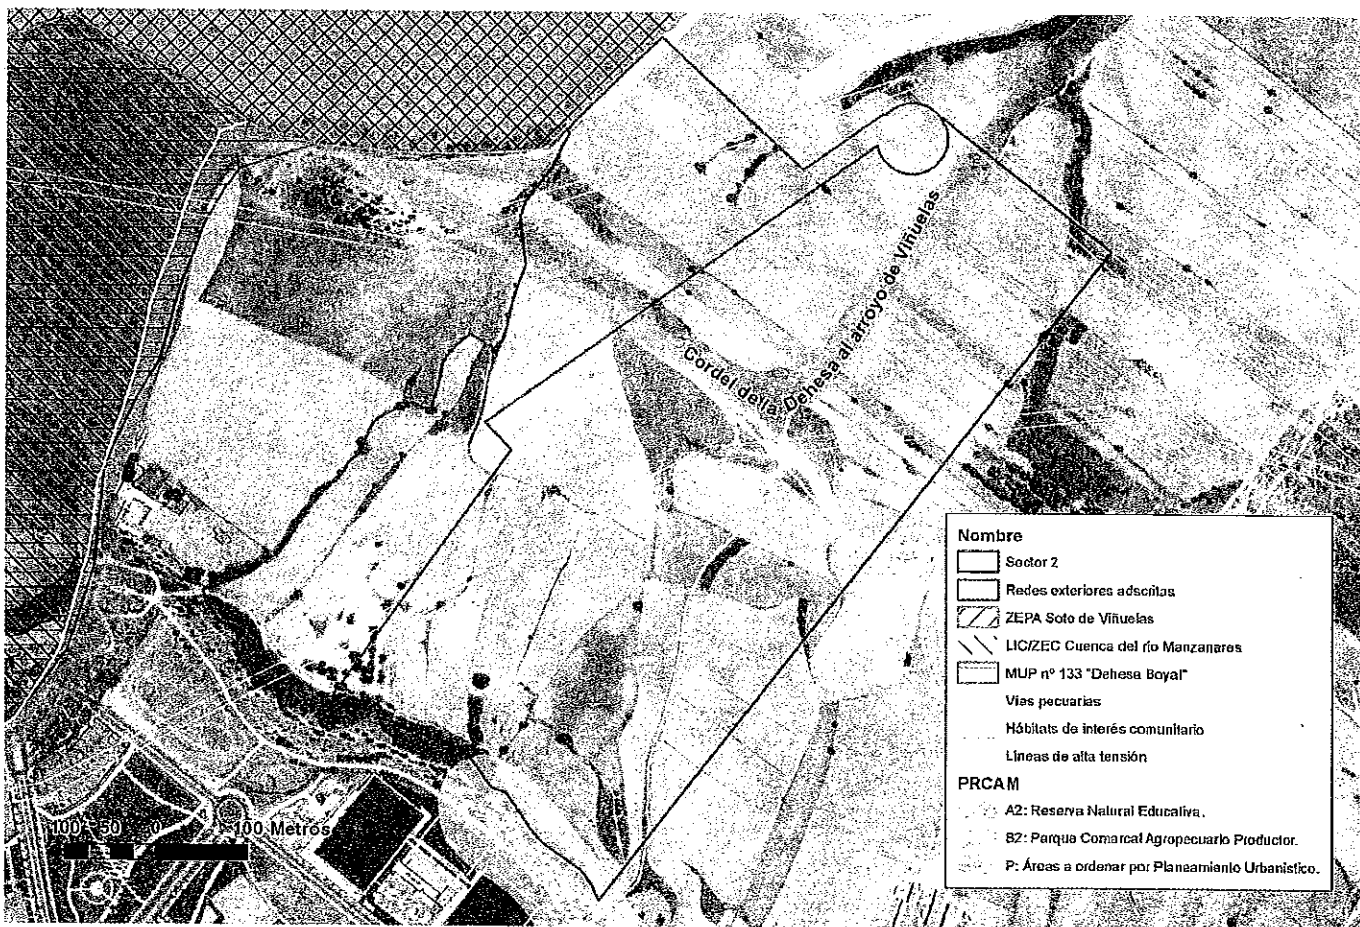 Cordel de la Dehesa al arroyo de Viñuelas
Nombre
Sector 2
Redes exteriores adscritas
ZEPA Soto de Viñuelas
LIC/ZEC Cuenca del río Manzanares
MUP nº 133 "Dehesa Boyal"
Vías pecuarias
Hábitats de interés comunitario
Líneas de alta tensión
PRCAM
A2: Reserva Natural Educativa.
B2: Parque Comarcal Agropecuario Productor.
P: Áreas a ordenar por Planeamiento Urbanístico.
100 50 0 100 Metros